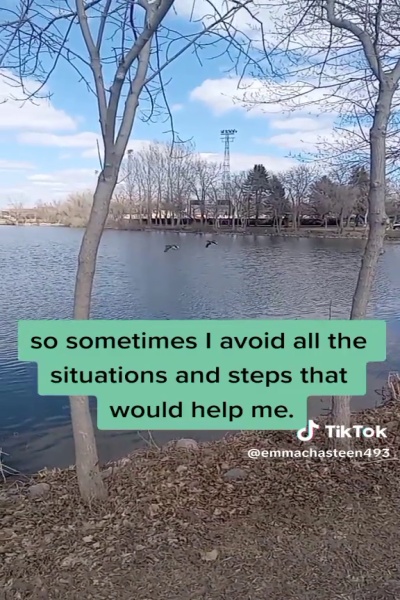 so sometimes I avoid all the
situations and steps that
would help me.
TikTok
@emmachasteen493